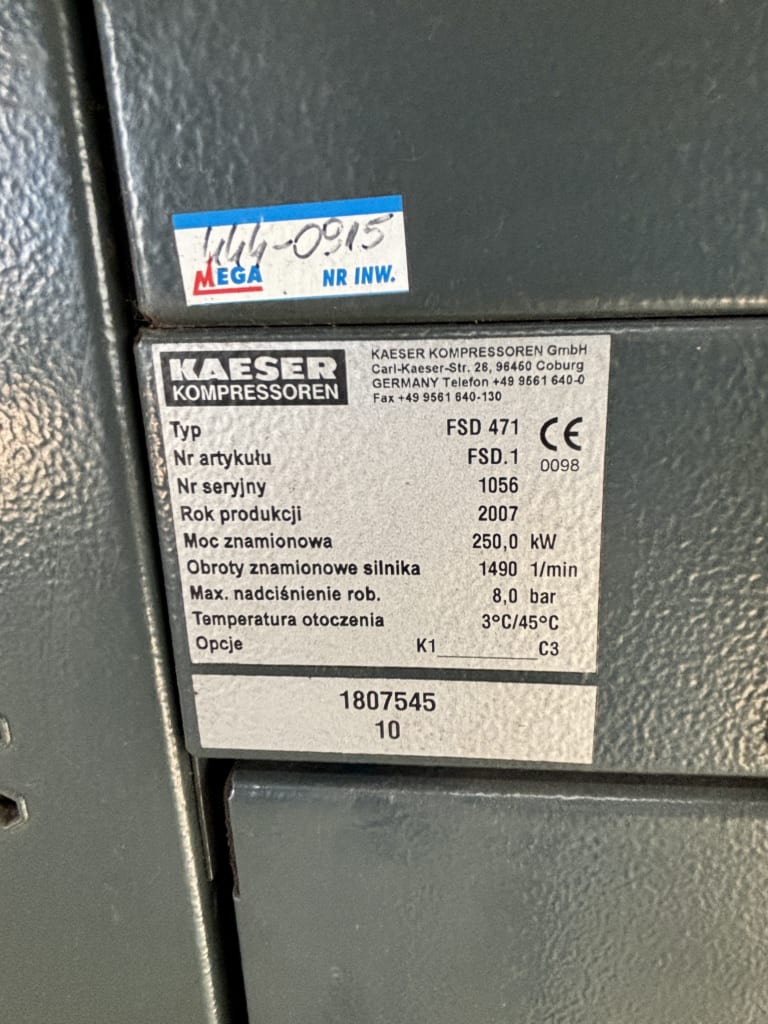 444-0915
MEGA NR INW.
KAESER
KOMPRESSOREN
KAESER KOMPRESSOREN GmbH
Carl-Kaeser-Str. 26, 96450 Coburg
GERMANY Telefon +49 9561 640-0
Fax +49 9561 640-130
Typ FSD 471
Nr artykułu FSD.1
Nr seryjny 1056
Rok produkcji 2007
Moc znamionowa 250,0 kW
Obroty znamionowe silnika 1490 1/min
Max. nadciśnienie rob. 8,0 bar
Temperatura otoczenia 3°C/45°C
Opcje K1__________C3
CE
0098
1807545
10